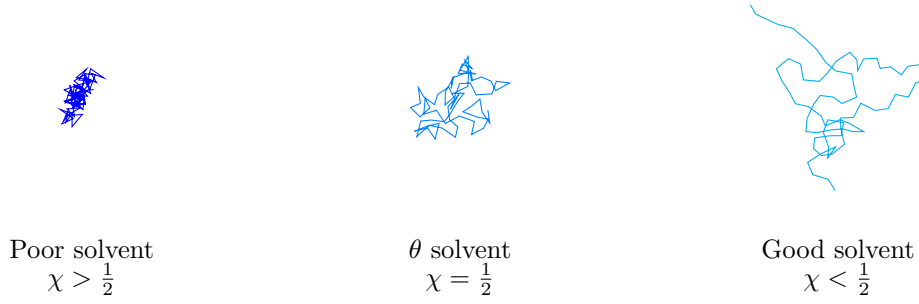 Poor solvent
χ > 1/2
θ solvent
χ = 1/2
Good solvent
χ < 1/2